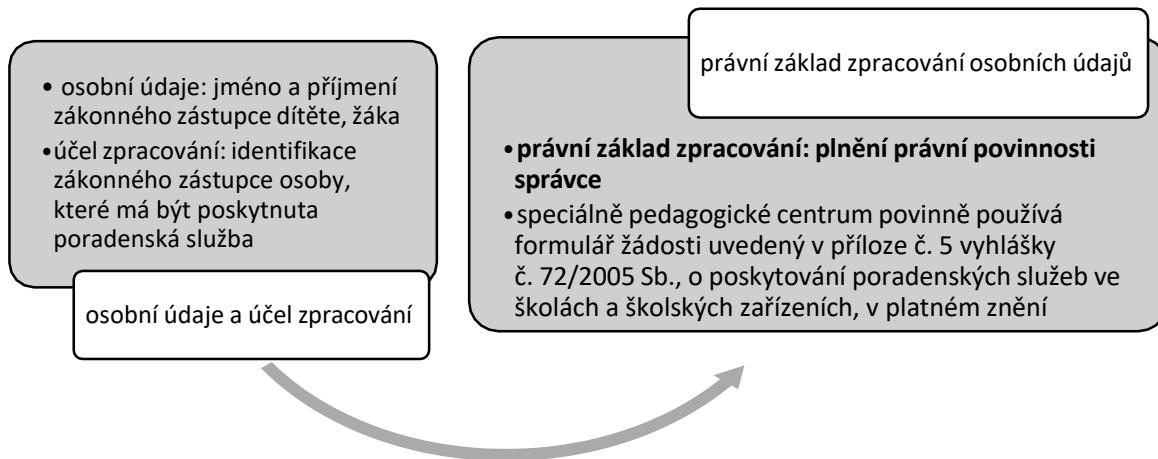 • osobní údaje: jméno a příjmení
zákonného zástupce dítěte, žáka
•účel zpracování: identifikace
zákonného zástupce osoby,
které má být poskytnuta
poradenská služba
osobní údaje a účel zpracování
právní základ zpracování osobních údajů
•právní základ zpracování: plnění právní povinnosti
správce
•speciálně pedagogické centrum povinně používá
formulář žádosti uvedený v příloze č. 5 vyhlášky
č. 72/2005 Sb., o poskytování poradenských služeb ve
školách a školských zařízeních, v platném znění